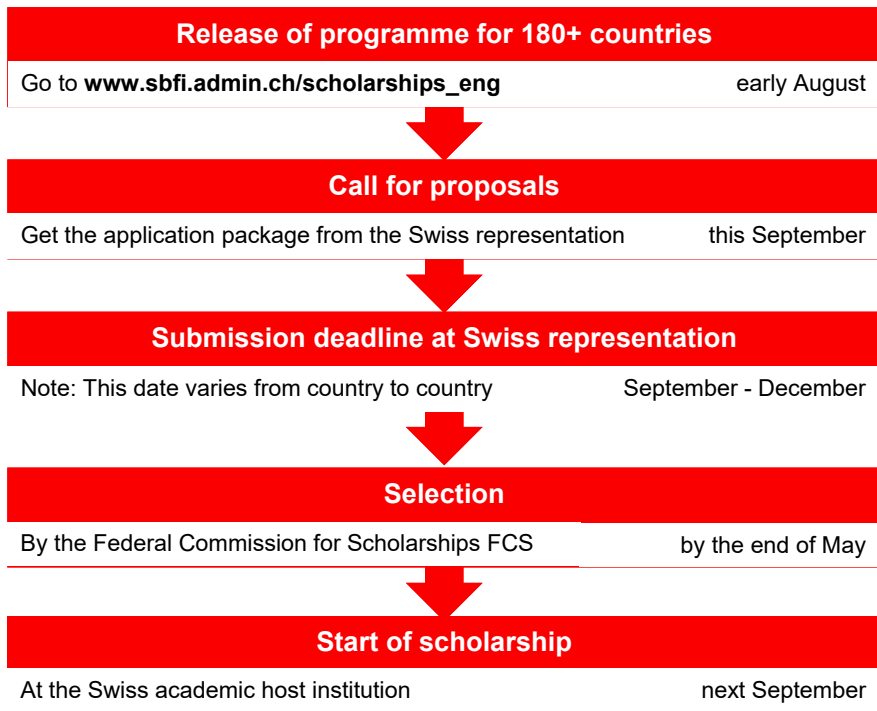 Release of programme for 180+ countries
Go to www.sbfi.admin.ch/scholarships_eng early August
Call for proposals
Get the application package from the Swiss representation this September
Submission deadline at Swiss representation
Note: This date varies from country to country September - December
Selection
By the Federal Commission for Scholarships FCS by the end of May
Start of scholarship
At the Swiss academic host institution next September